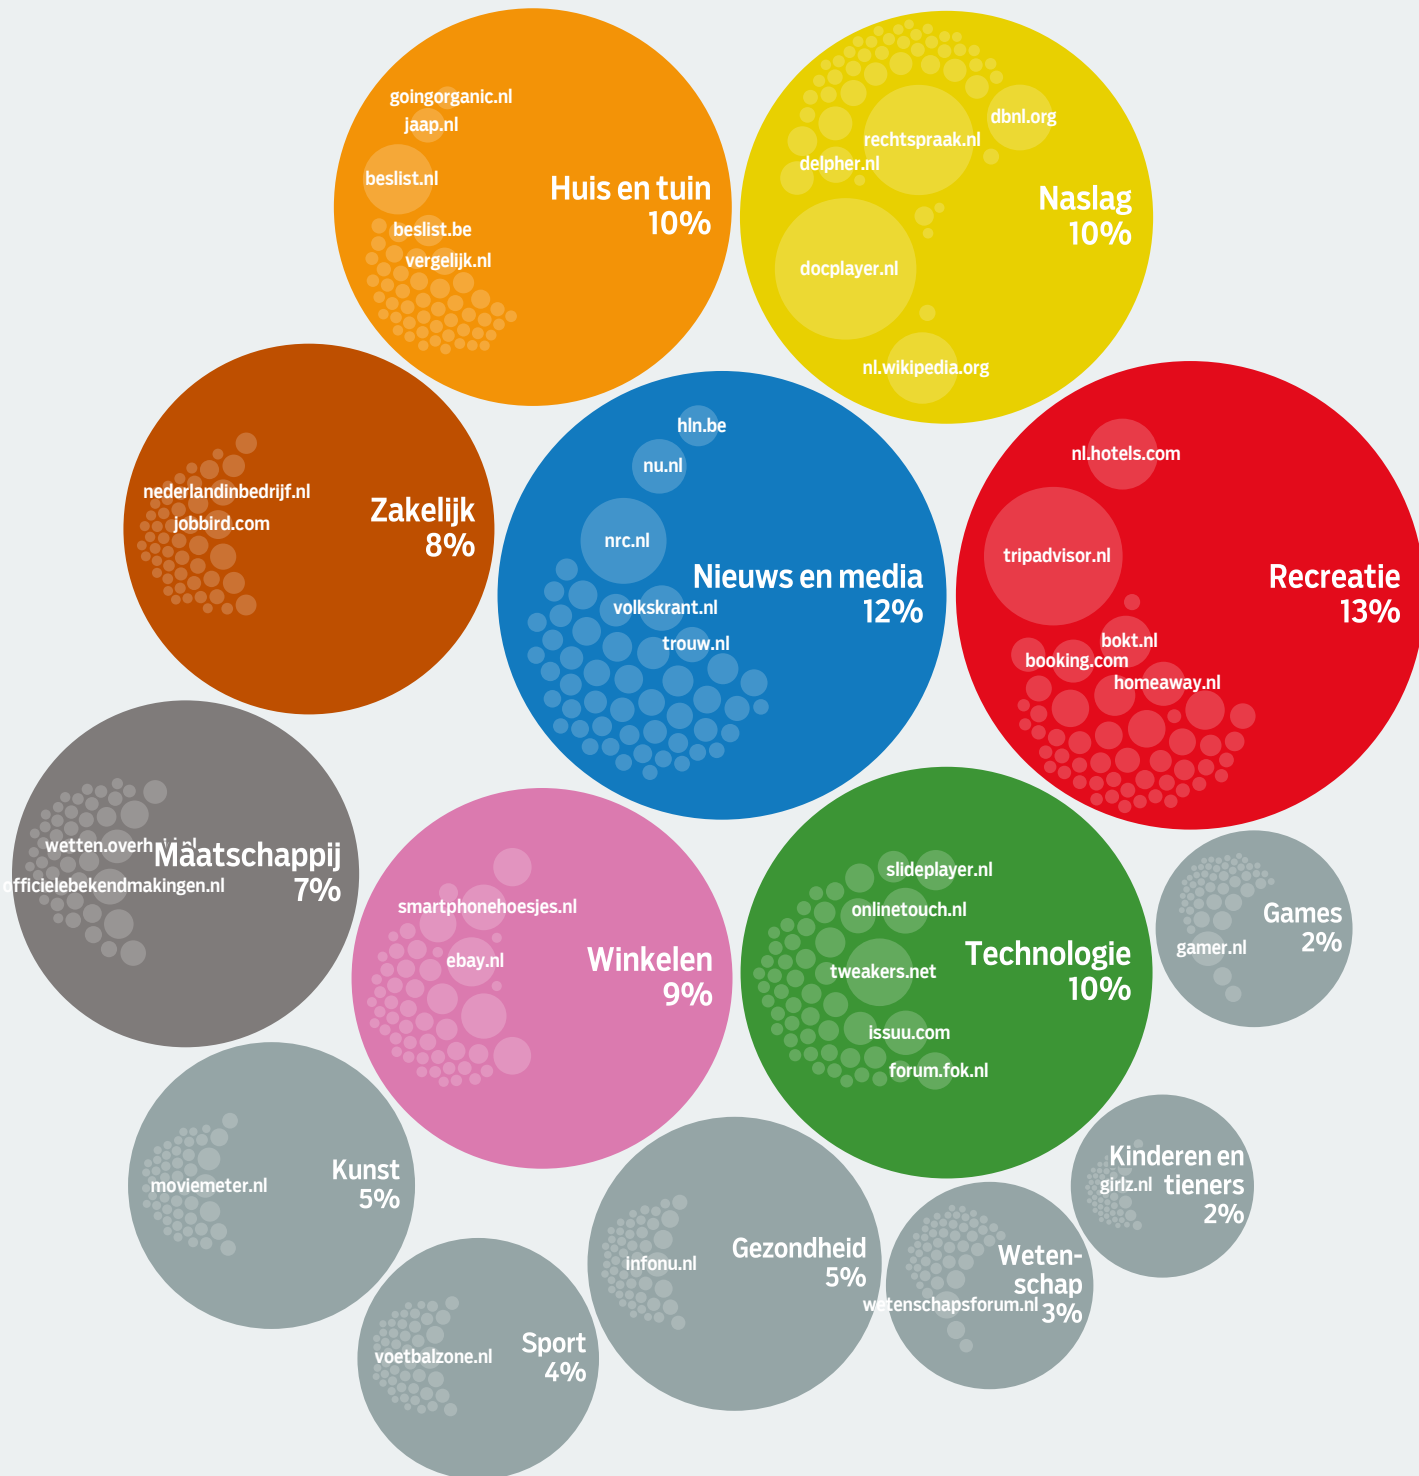 goingorganic.nl
jaap.nl
beslist.nl
beslist.be
vergelijk.nl
Huis en tuin
10%
rechtspraak.nl
dbnl.org
delpher.nl
docplayer.nl
nl.wikipedia.org
Naslag
10%
nederlandinbedrijf.nl
jobbird.com
Zakelijk
8%
hln.be
nu.nl
nrc.nl
volkskrant.nl
trouw.nl
Nieuws en media
12%
nl.hotels.com
tripadvisor.nl
bokt.nl
booking.com
homeaway.nl
Recreatie
13%
officielebekendmakingen.nl
Maatschappij
7%
smartphonehoesjes.nl
ebay.nl
Winkelen
9%
slideplayer.nl
onlinetouch.nl
tweakers.net
issuu.com
forum.fok.nl
Technologie
10%
gamer.nl
Games
2%
moviemeter.nl
Kunst
5%
voetbalzone.nl
Sport
4%
infonu.nl
Gezondheid
5%
wetenschapsforum.nl
Weten-
schap
3%
girlz.nl
Kinderen en
tieners
2%